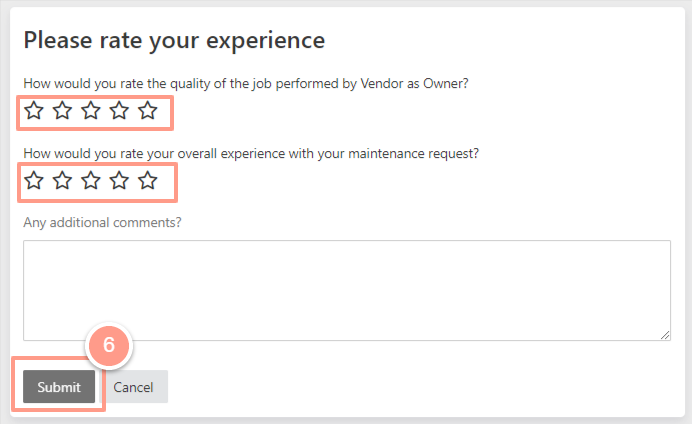 Please rate your experience
How would you rate the quality of the job performed by Vendor as Owner?
How would you rate your overall experience with your maintenance request?
Any additional comments?
6
Submit Cancel